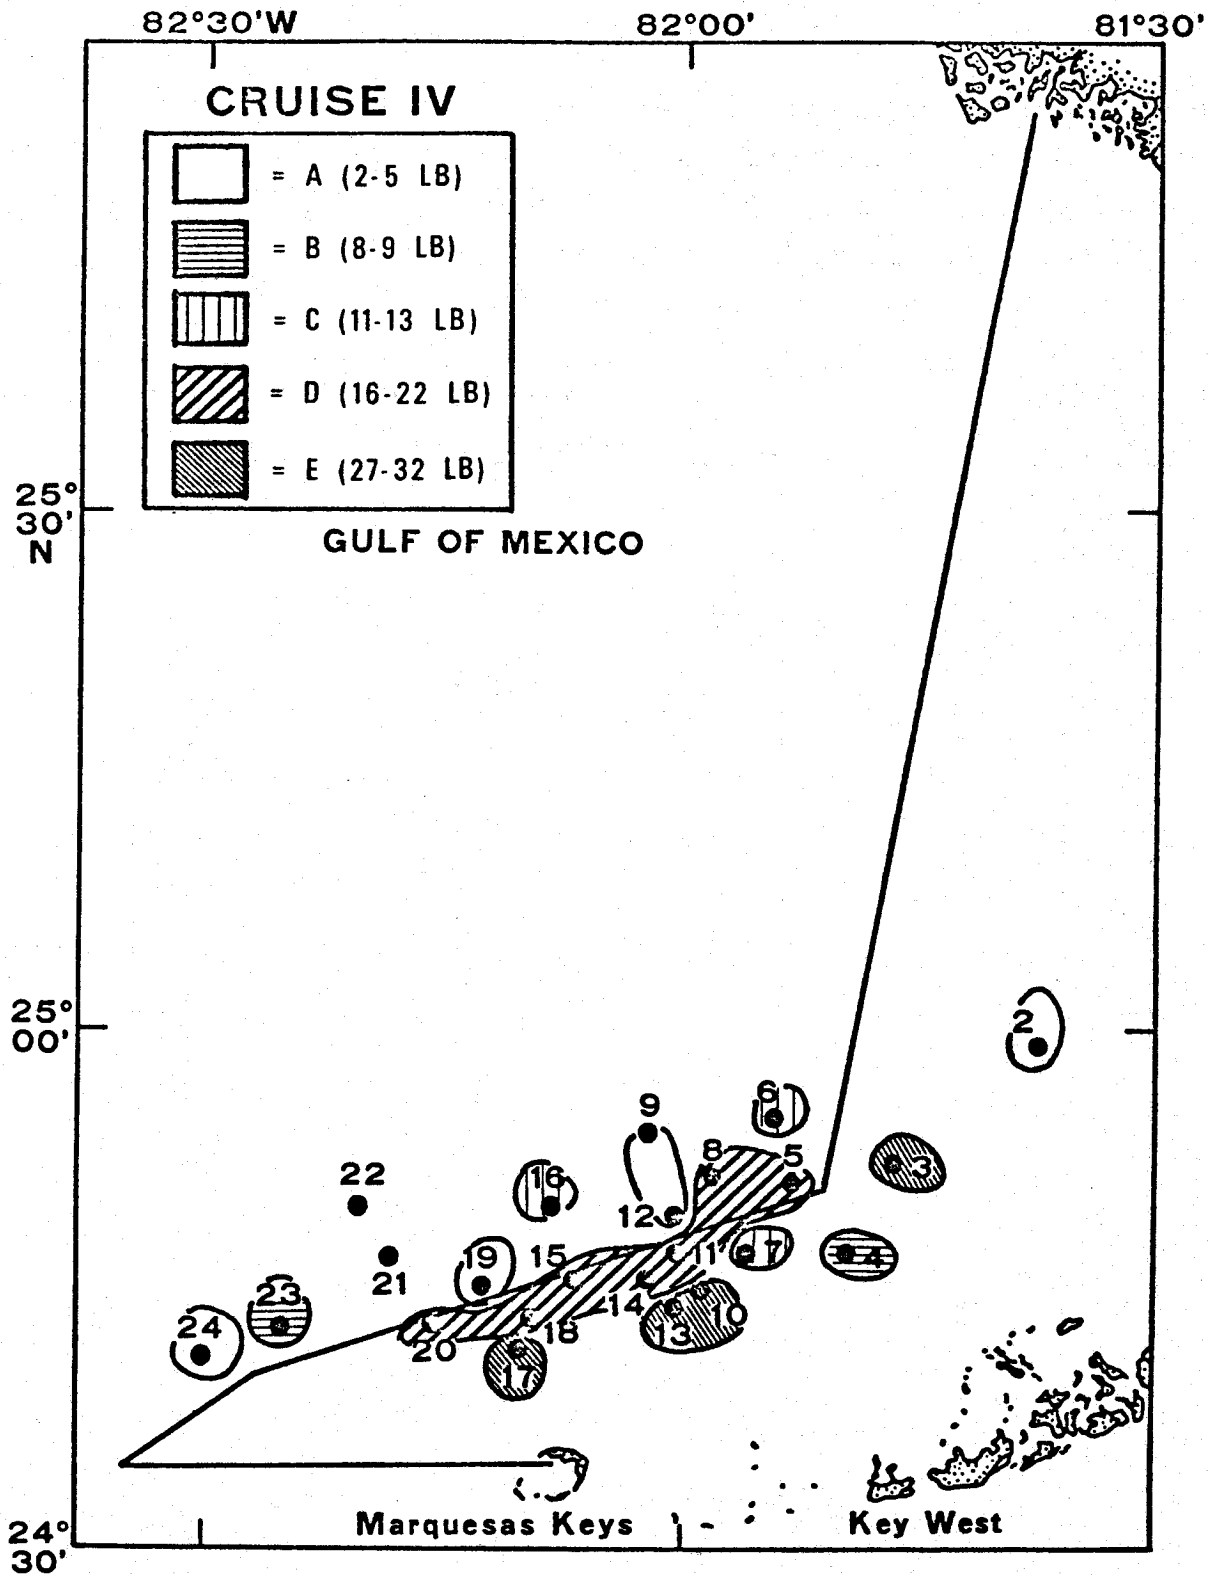 82°30'W 82°00' 81°30'
CRUISE IV
= A (2-5 LB)
= B (8-9 LB)
= C (11-13 LB)
= D (16-22 LB)
= E (27-32 LB)
25°
30'
N
GULF OF MEXICO
25°
00'
2
6
9
8
5
3
22
16
12
11
7
4
19
15
21
14
10
23
13
24
18
20
17
Marquesas Keys
Key West
24°
30'